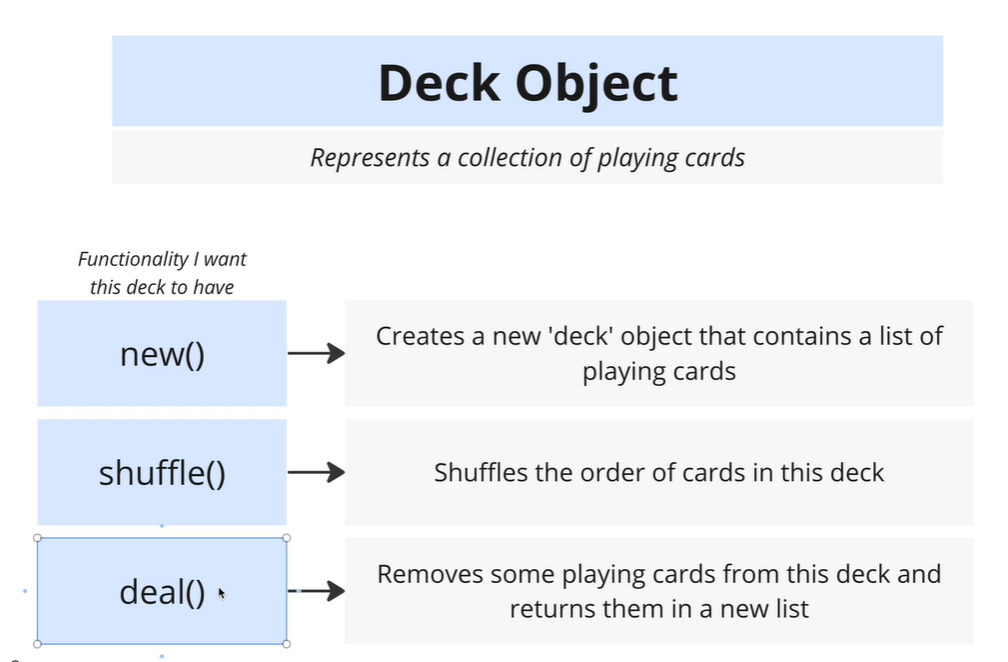 Deck Object
Represents a collection of playing cards
Functionality I want
this deck to have
new()
Creates a new 'deck' object that contains a list of
playing cards
shuffle()
Shuffles the order of cards in this deck
deal()
Removes some playing cards from this deck and
returns them in a new list